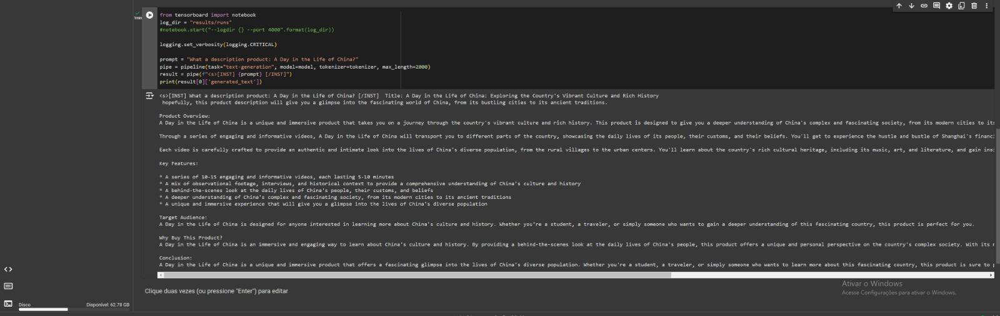 from tensorboard import notebook
log_dir = "results/runs"
#notebook.start("--logdir {} --port 4000".format(log_dir))
logging.set_verbosity(logging.CRITICAL)
prompt = "What a description product: A Day in the Life of China?"
pipe = pipeline(task="text-generation", model=model, tokenizer=tokenizer, max_length=2000)
result = pipe(f"<s>[INST] {prompt} [/INST]")
print(result[0]['generated_text'])
1min
<s>[INST] What a description product: A Day in the Life of China? [/INST]  Title: A Day in the Life of China: Exploring the Country's Vibrant Culture and Rich History
hopefully, this product description will give you a glimpse into the fascinating world of China, from its bustling cities to its ancient traditions.
Product Overview:
A Day in the Life of China is a unique and immersive product that takes you on a journey through the country's vibrant culture and rich history. This product is designed to give you a deeper understanding of China's complex and fascinating society, from its modern cities to its
Through a series of engaging and informative videos, A Day in the Life of China will transport you to different parts of the country, showcasing the daily lives of its people, their customs, and their beliefs. You'll get to experience the hustle and bustle of Shanghai's financi
Each video is carefully crafted to provide an authentic and intimate look into the lives of China's diverse population, from the rural villages to the urban centers. You'll learn about the country's rich cultural heritage, including its music, art, and literature, and gain insi
Key Features:
* A series of 10-15 engaging and informative videos, each lasting 5-10 minutes
* A mix of observational footage, interviews, and historical context to provide a comprehensive understanding of China's culture and history
* A behind-the-scenes look at the daily lives of China's people, their customs, and beliefs
* A deeper understanding of China's complex and fascinating society, from its modern cities to its ancient traditions
* A unique and immersive experience that will give you a glimpse into the lives of China's diverse population
Target Audience:
A Day in the Life of China is designed for anyone interested in learning more about China's culture and history. Whether you're a student, a traveler, or simply someone who wants to gain a deeper understanding of this fascinating country, this product is perfect for you.
Why Buy This Product?
A Day in the Life of China is an immersive and engaging way to learn about China's culture and history. By providing a behind-the-scenes look at the daily lives of China's people, this product offers a unique and personal perspective on the country's complex society. With its
Conclusion:
A Day in the Life of China is a unique and immersive product that offers a fascinating glimpse into the lives of China's diverse population. Whether you're a student, a traveler, or simply someone who wants to learn more about this fascinating country, this product is sure to
Clique duas vezes (ou pressione "Enter") para editar
Ativar o Windows
Acesse Configurações para ativar o Windows.
Disco Disponível: 62.78 GB